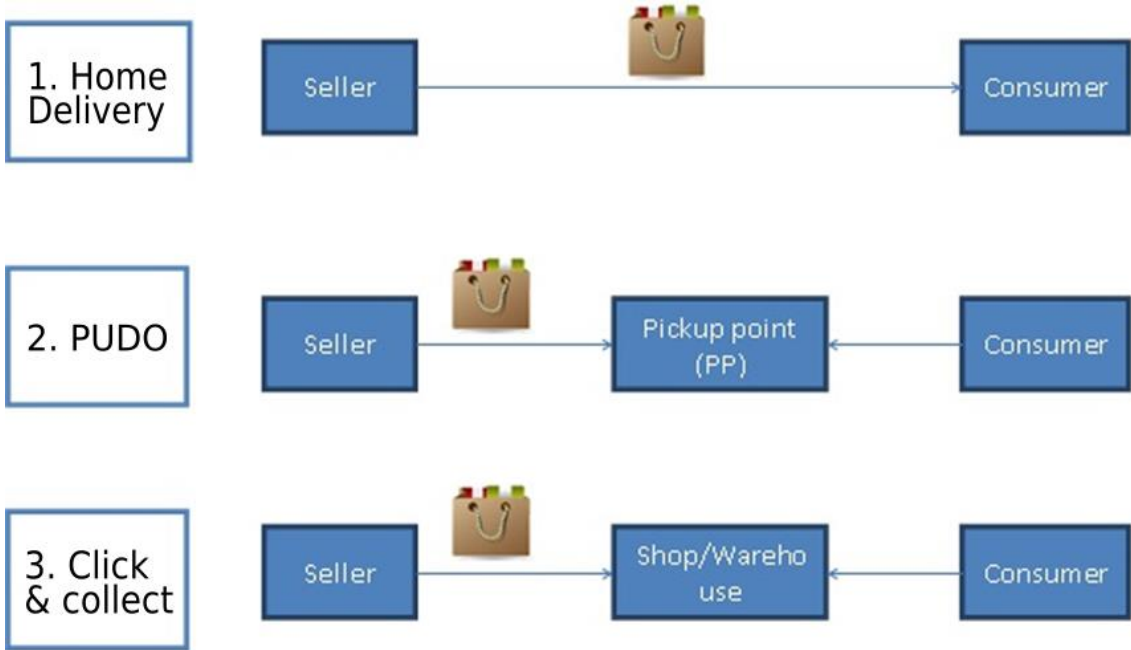 1. Home
Delivery
Seller
Consumer
2. PUDO
Seller
Pickup point
(PP)
Consumer
3. Click
& collect
Seller
Shop/Wareho
use
Consumer